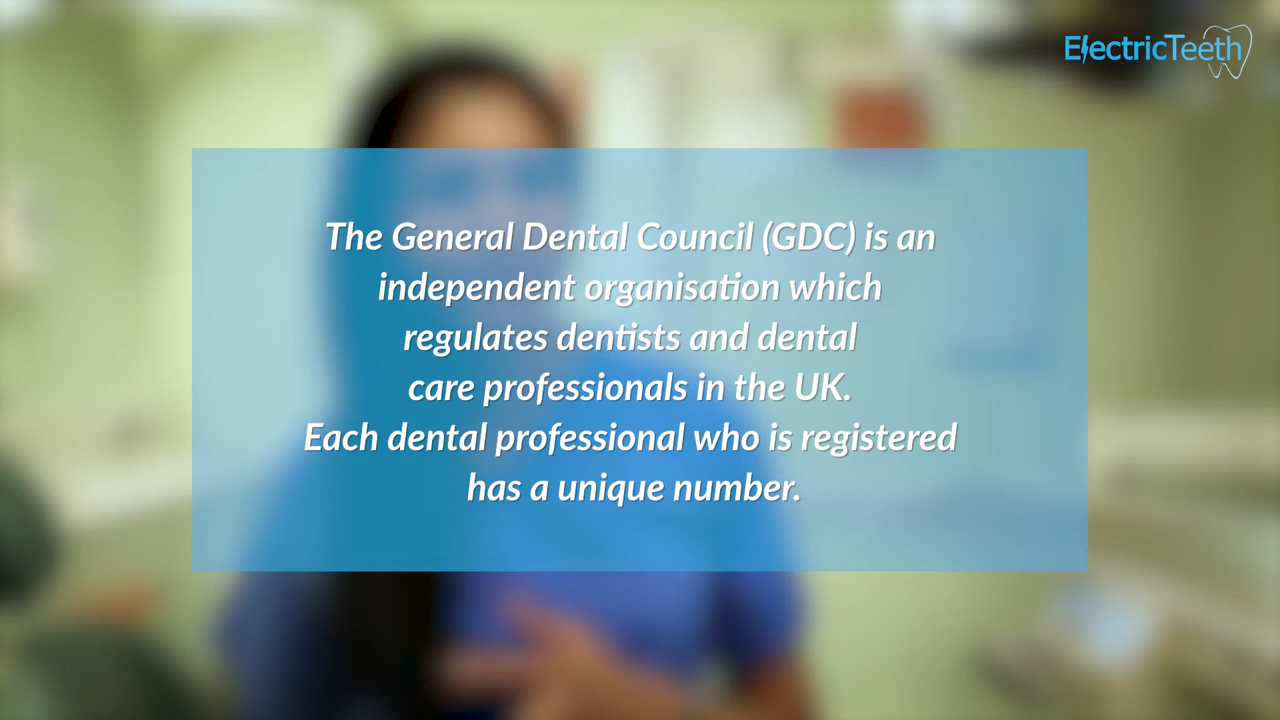 ElectricTeeth
The General Dental Council (GDC) is an
independent organisation which
regulates dentists and dental
care professionals in the UK.
Each dental professional who is registered
has a unique number.